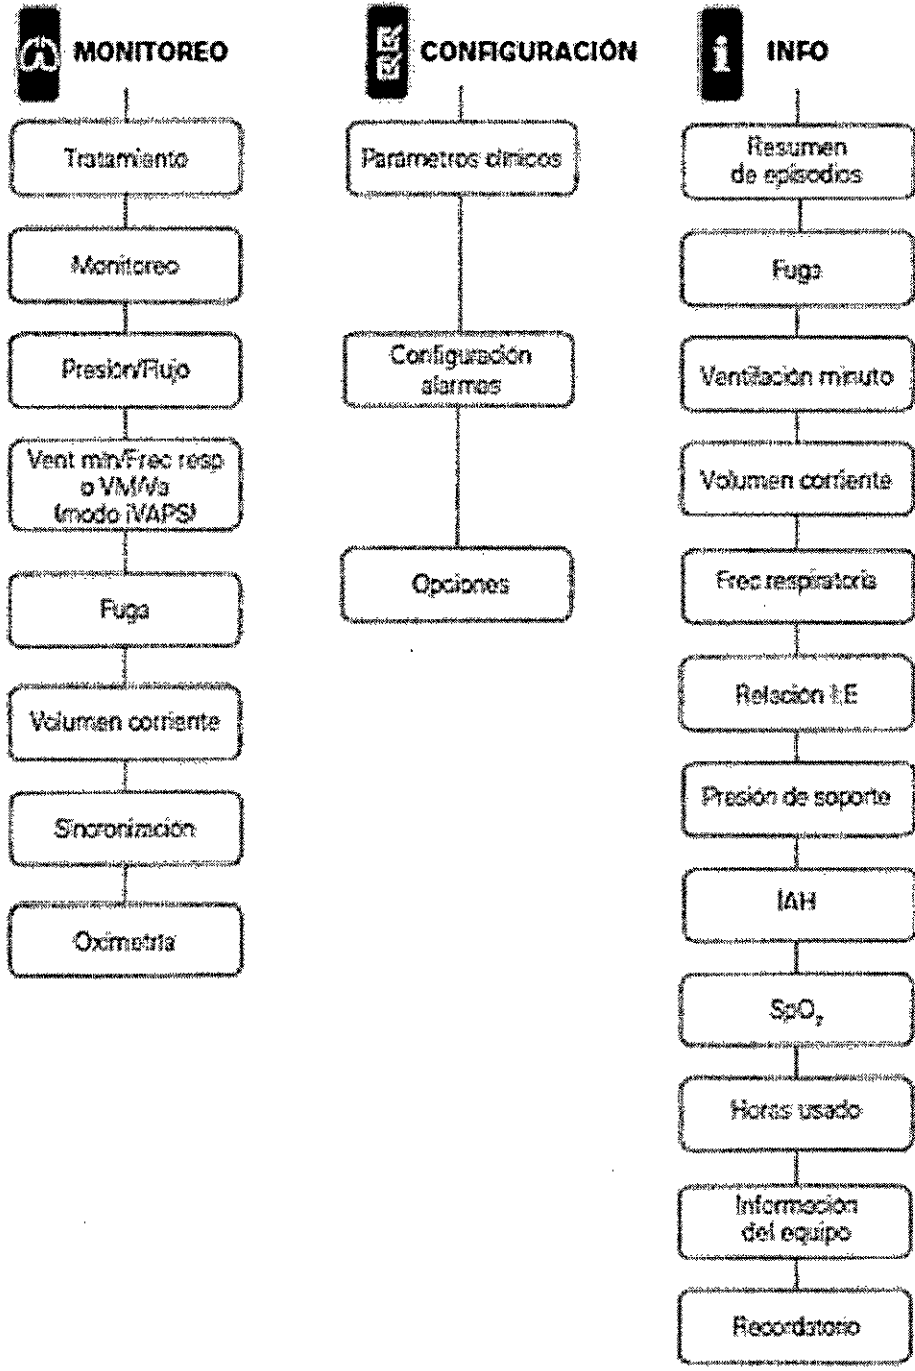 MONITOREO
Tratamiento
Monitoreo
Presión/Flujo
Vent min/Frec resp
o VM/Va
(modo iVAPS)
Fuga
Volumen corriente
Sincronización
Oximetría
CONFIGURACIÓN
Parámetros clínicos
Configuración
alarmas
Opciones
i INFO
Resumen
de episodios
Fuga
Ventilación minuto
Volumen corriente
Frec respiratoria
Relación I:E
Presión de soporte
IAH
SpO₂
Horas usado
Información
del equipo
Recordatorio